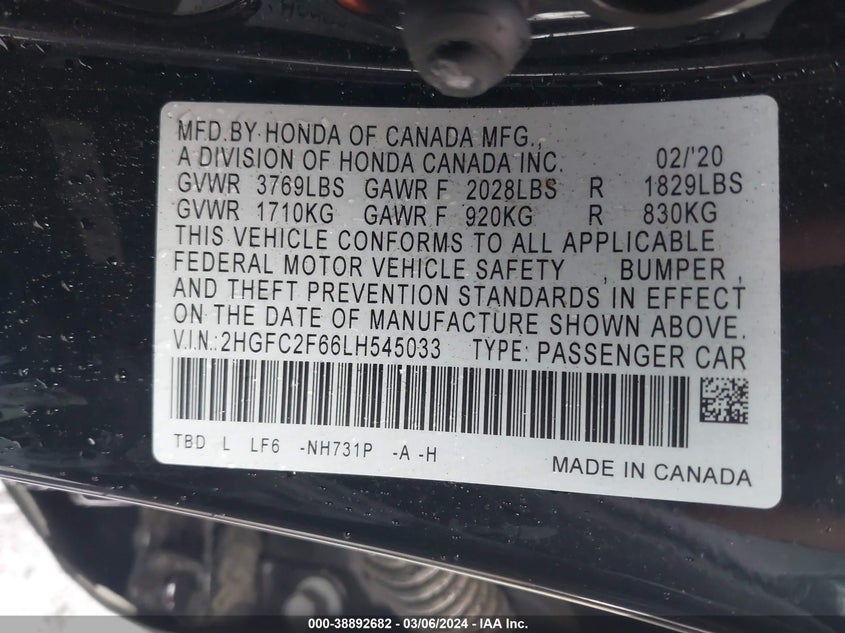 MFD.BY HONDA OF CANADA MFG.,
A DIVISION OF HONDA CANADA INC. 02/'20
GVWR 3769LBS GAWR F 2028LBS R 1829LBS
GVWR 1710KG GAWR F 920KG R 830KG
THIS VEHICLE CONFORMS TO ALL APPLICABLE
FEDERAL MOTOR VEHICLE SAFETY , BUMPER ,
AND THEFT PREVENTION STANDARDS IN EFFECT
ON THE DATE OF MANUFACTURE SHOWN ABOVE.
V.I.N.: 2HGFC2F66LH545033 TYPE: PASSENGER CAR
TBD L LF6 -NH731P -A -H
MADE IN CANADA
000-38892682 - 03/06/2024 - IAA Inc.